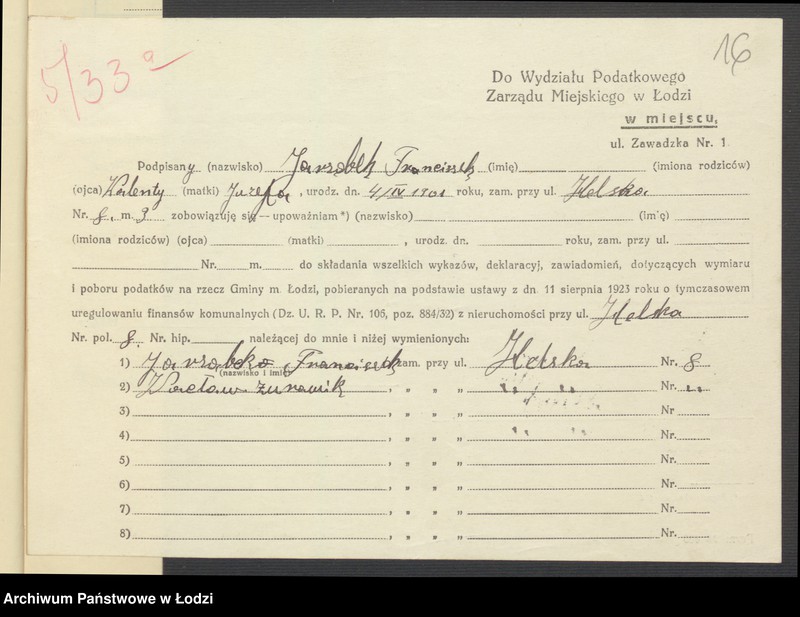 5/33a
16
Do Wydziału Podatkowego
Zarządu Miejskiego w Łodzi
w miejscu.
ul. Zawadzka Nr. 1
Podpisany (nazwisko) Franciszek (imię) (imiona rodziców)
(ojca) Walenty (matki) Juzefa, urodz. dn. 4/IV 1901 roku, zam. przy ul. Helska
Nr. 8. m. 3 zobowiązuję się — upoważniam *) (nazwisko) (imię)
(imiona rodziców) (ojca) (matki) , urodz. dn. roku, zam. przy ul.
Nr. m. do składania wszelkich wykazów, deklaracyj, zawiadomień, dotyczących wymiaru
i poboru podatków na rzecz Gminy m. Łodzi, pobieranych na podstawie ustawy z dn. 11 sierpnia 1923 roku o tymczasowem
uregulowaniu finansów komunalnych (Dz. U. R. P. Nr. 106, poz. 884/32) z nieruchomości przy ul. Helska
Nr. pol. 8 Nr. hip. należącej do mnie i niżej wymienionych:
1) Franciszek zam. przy ul. Helska Nr. 8
(nazwisko i imię)
2) Wacław , „ „ „ " " Nr. "
3) , „ „ „ Nr
4) , „ „ „ " " Nr.
5) , „ „ „ Nr.
6) , „ „ „ Nr.
7) , „ „ „ Nr.
8) , „ „ „ Nr.
Archiwum Państwowe w Łodzi